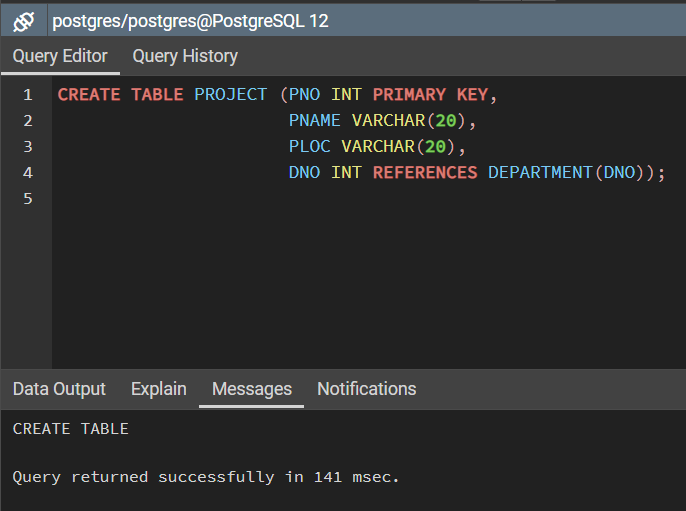 postgres/postgres@PostgreSQL 12
Query Editor Query History
1 CREATE TABLE PROJECT (PNO INT PRIMARY KEY,
2 PNAME VARCHAR(20),
3 PLOC VARCHAR(20),
4 DNO INT REFERENCES DEPARTMENT(DNO));
5
Data Output Explain Messages Notifications
CREATE TABLE
Query returned successfully in 141 msec.